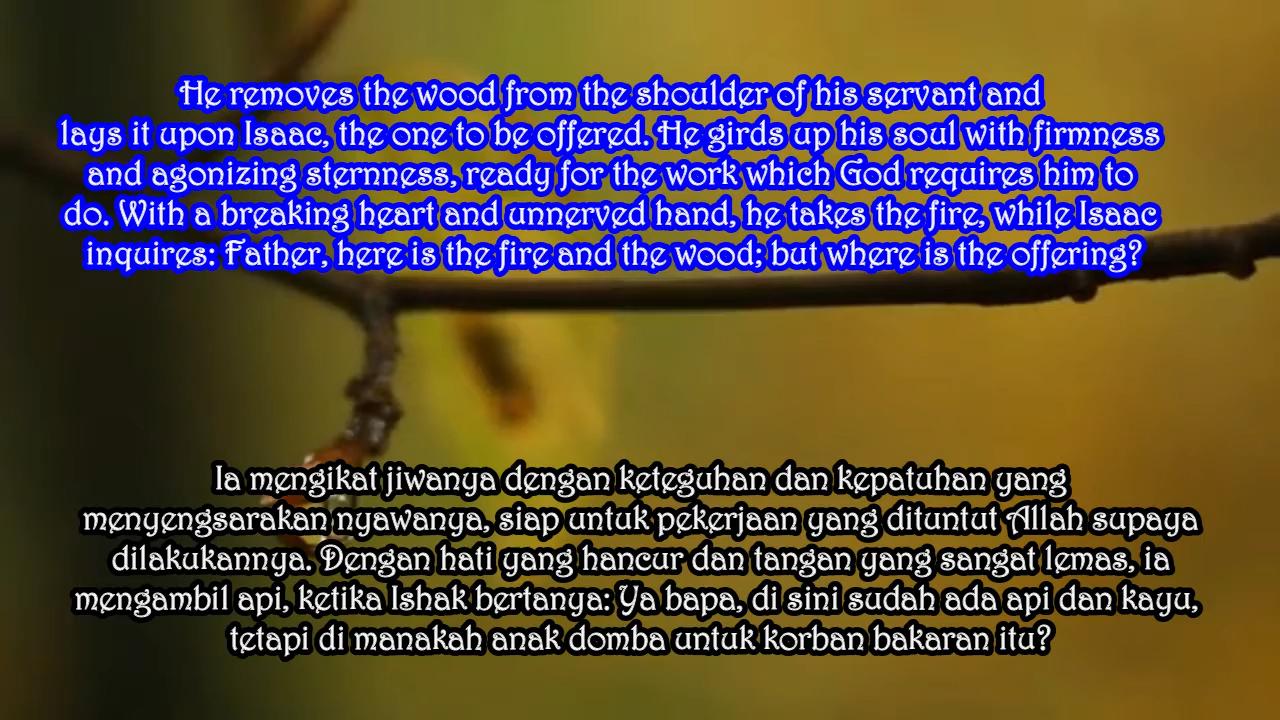 He removes the wood from the shoulder of his servant and
lays it upon Isaac, the one to be offered. He girds up his soul with firmness
and agonizing sternness, ready for the work which God requires him to
do. With a breaking heart and unnerved hand, he takes the fire, while Isaac
inquires: Father, here is the fire and the wood; but where is the offering?
Ia mengikat jiwanya dengan keteguhan dan kepatuhan yang
menyengsarakan nyawanya, siap untuk pekerjaan yang dituntut Allah supaya
dilakukannya. Dengan hati yang hancur dan tangan yang sangat lemas, ia
mengambil api, ketika Ishak bertanya: Ya bapa, di sini sudah ada api dan kayu,
tetapi di manakah anak domba untuk korban bakaran itu?